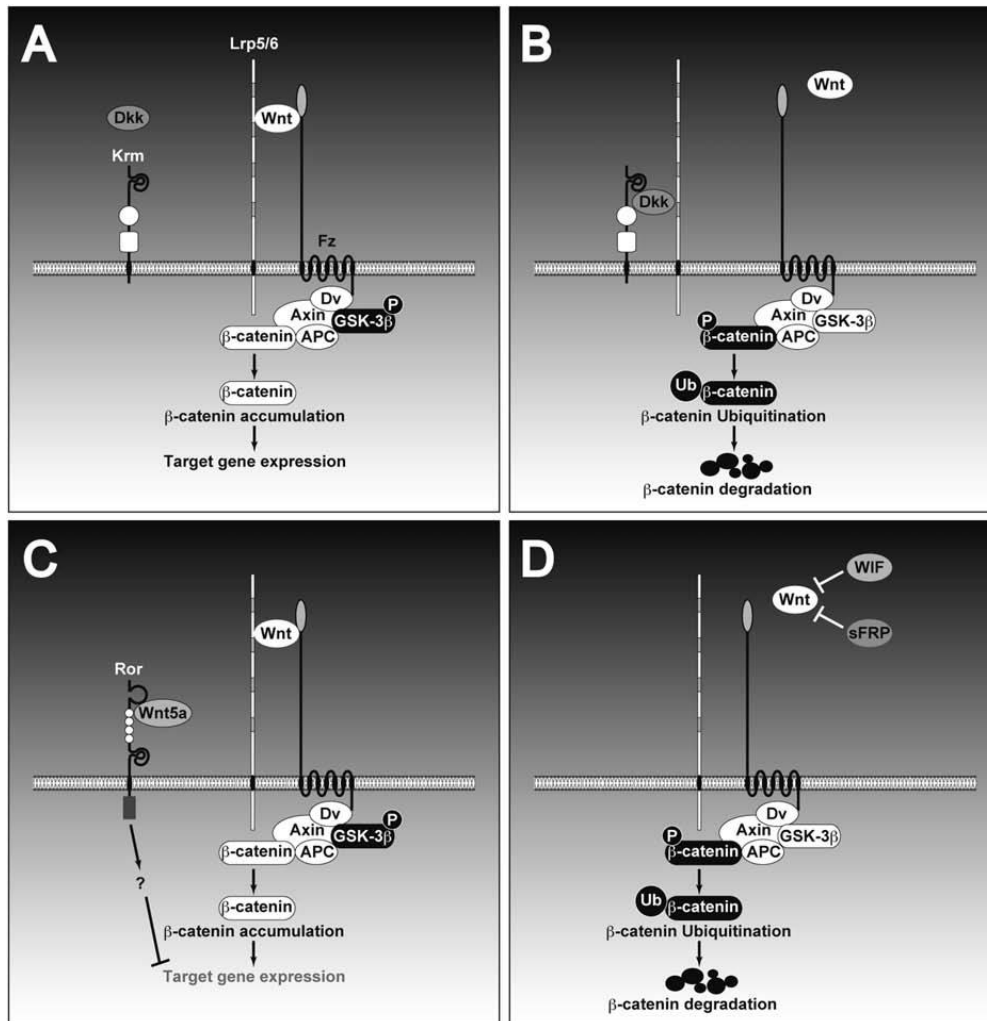 A
Lrp5/6
Dkk
Wnt
Krm
Fz
Dv
P
Axin
GSK-3β
β-catenin
APC
β-catenin
β-catenin accumulation
Target gene expression
B
Wnt
Dkk
Dv
P
Axin
GSK-3β
β-catenin
APC
Ub
β-catenin
β-catenin Ubiquitination
β-catenin degradation
C
Wnt
Ror
Wnt5a
Dv
P
Axin
GSK-3β
β-catenin
APC
?
β-catenin
β-catenin accumulation
Target gene expression
D
WIF
Wnt
sFRP
Dv
P
Axin
GSK-3β
β-catenin
APC
Ub
β-catenin
β-catenin Ubiquitination
β-catenin degradation